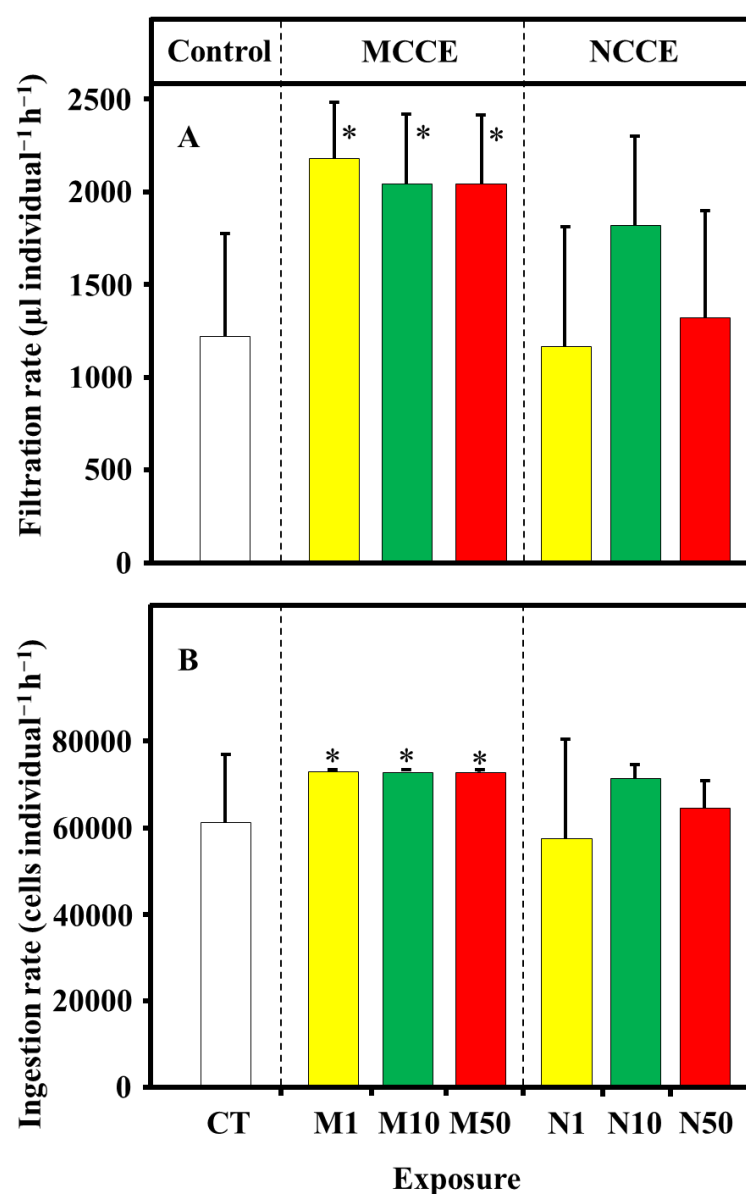 Control MCCE NCCE
Filtration rate (µl individual⁻¹ h⁻¹)
A
2500
2000
1500
1000
500
0
* * *
Ingestion rate (cells individual⁻¹ h⁻¹)
B
80000
60000
40000
20000
0
* * *
CT M1 M10 M50 N1 N10 N50
Exposure